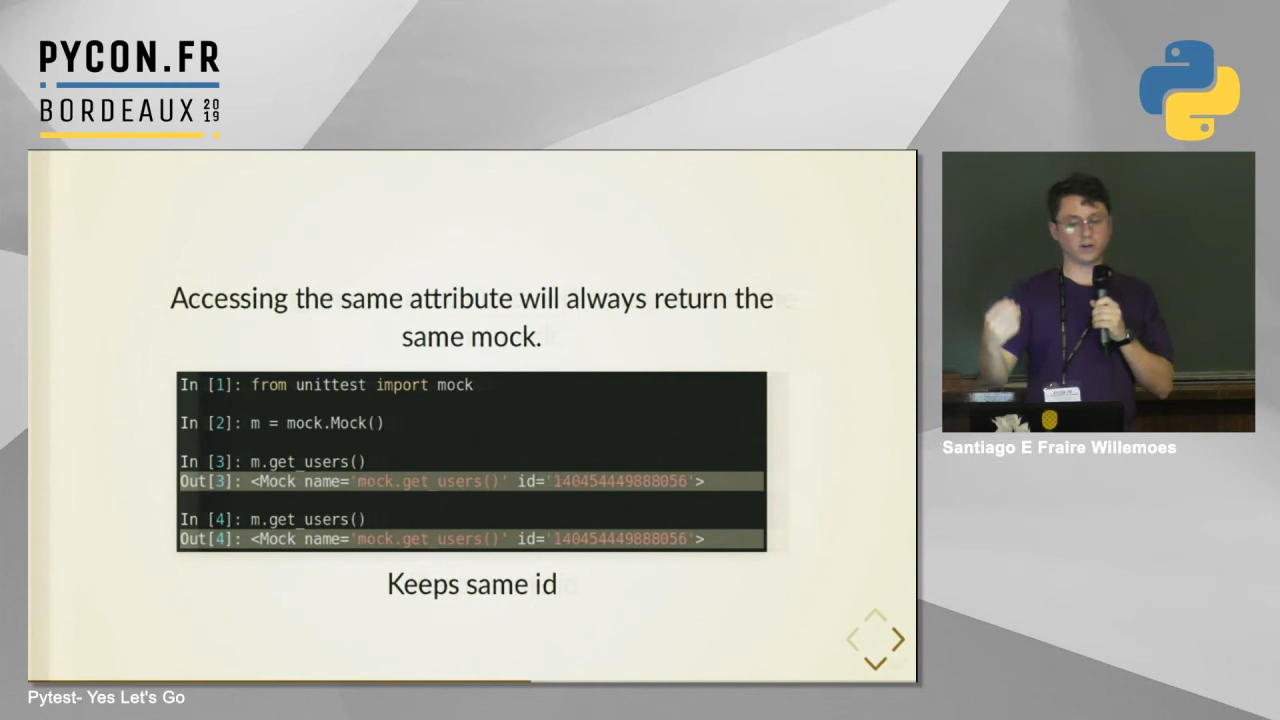 PYCON.FR
BORDEAUX 2019
Accessing the same attribute will always return the
same mock.
In [1]: from unittest import mock
In [2]: m = mock.Mock()
In [3]: m.get_users()
Out[3]: <Mock name='mock.get_users()' id='140454449888056'>
In [4]: m.get_users()
Out[4]: <Mock name='mock.get_users()' id='140454449888056'>
Keeps same id
Santiago E Fraire Willemoes
Pytest- Yes Let's Go